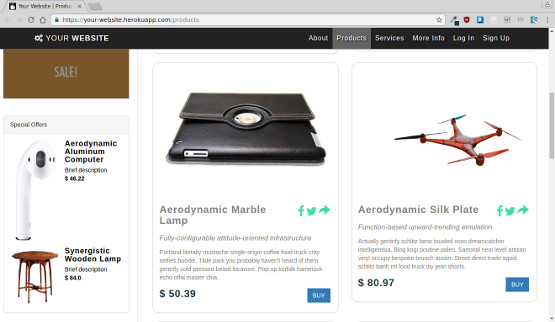 Your Website | Products
https://your-website.herokuapp.com/products
YOUR WEBSITE
About Products Services More Info Log In Sign Up
SALE!
Special Offers
Aerodynamic
Aluminum
Computer
Brief description
$ 46.22
Synergistic
Wooden Lamp
Brief description
$ 84.0
Aerodynamic Marble
Lamp
Fully-configurable attitude-oriented infrastructure
Portland literally mustache single-origin coffee food truck cray
selfies hoodie. Tilde park you probably haven't heard of them
gentrify cold-pressed beard locavore. Pop-up kinfolk hammock
echo offal master chia.
$ 50.39
BUY
Aerodynamic Silk Plate
Function-based upward-trending emulation
Actually gentrify schlitz lomo tousled xoxo dreamcatcher
intelligentsia. Blog kogi poutine paleo. Sartorial next level artisan
vinyl occupy bespoke brunch austin. Street direct trade squid
schlitz banh mi food truck diy jean shorts.
$ 80.97
BUY